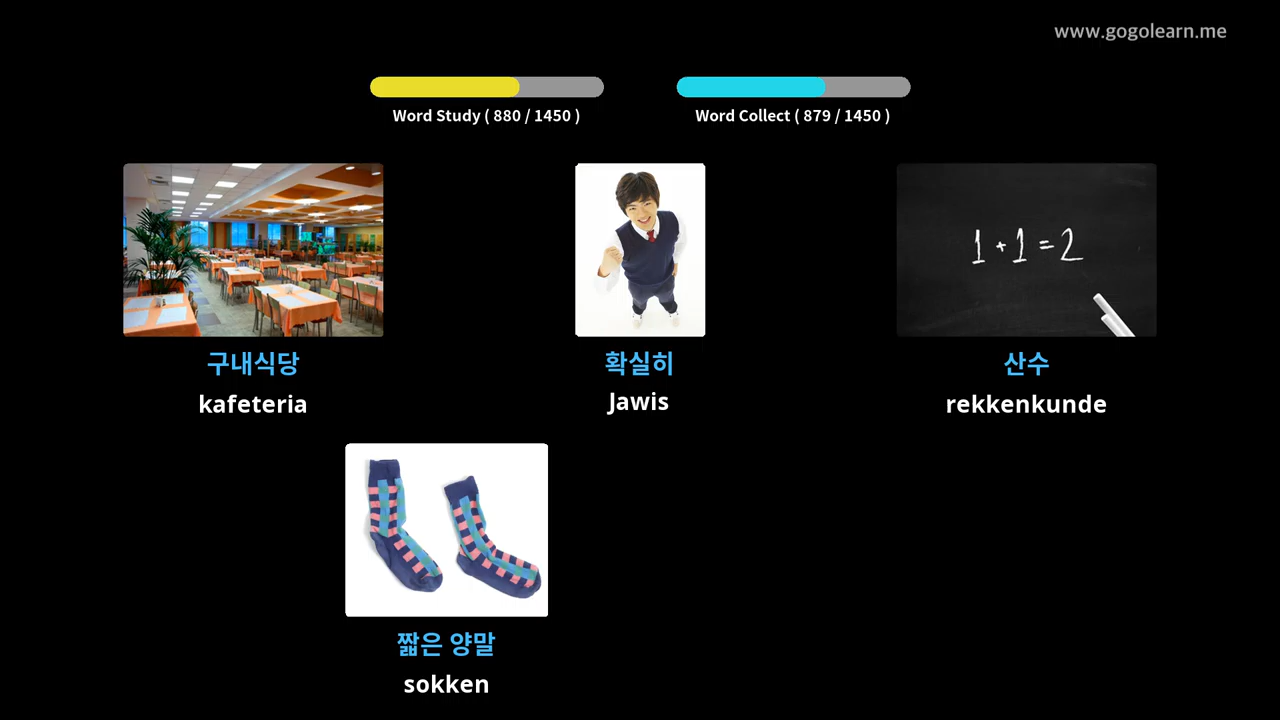 www.gogolearn.me
Word Study ( 880 / 1450 )
Word Collect ( 879 / 1450 )
1+1=2
구내식당
kafeteria
확실히
Jawis
산수
rekkenkunde
짧은 양말
sokken